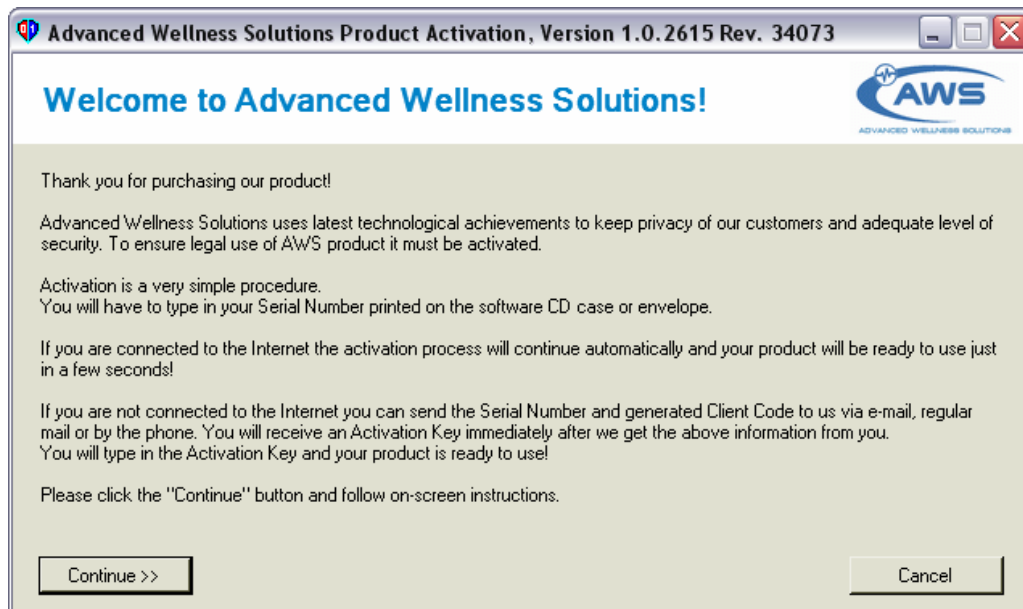 Advanced Wellness Solutions Product Activation, Version 1.0.2615 Rev. 34073
Welcome to Advanced Wellness Solutions!
AWS
ADVANCED WELLNESS SOLUTIONS
Thank you for purchasing our product!
Advanced Wellness Solutions uses latest technological achievements to keep privacy of our customers and adequate level of
security. To ensure legal use of AWS product it must be activated.
Activation is a very simple procedure.
You will have to type in your Serial Number printed on the software CD case or envelope.
If you are connected to the Internet the activation process will continue automatically and your product will be ready to use just
in a few seconds!
If you are not connected to the Internet you can send the Serial Number and generated Client Code to us via e-mail, regular
mail or by the phone. You will receive an Activation Key immediately after we get the above information from you.
You will type in the Activation Key and your product is ready to use!
Please click the "Continue" button and follow on-screen instructions.
Continue >>
Cancel